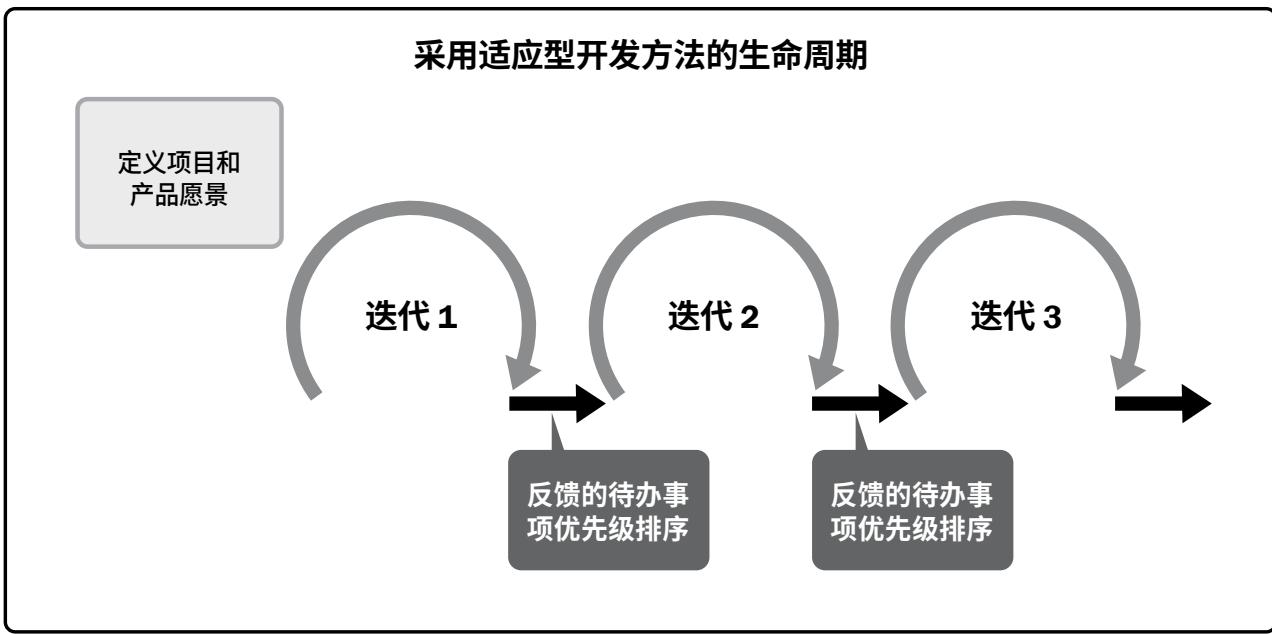 采用适应型开发方法的生命周期
定义项目和
产品愿景
迭代 1
迭代 2
迭代 3
反馈的待办事
项优先级排序
反馈的待办事
项优先级排序